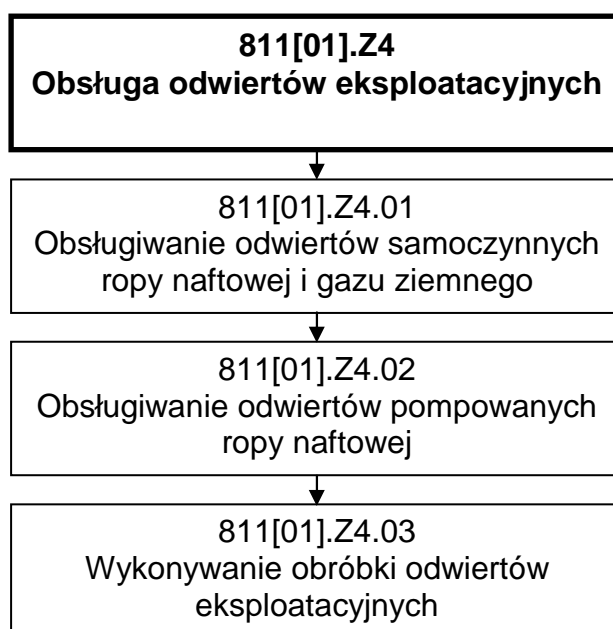 811[01].Z4
Obsługa odwiertów eksploatacyjnych
811[01].Z4.01
Obsługiwanie odwiertów samoczynnych
ropy naftowej i gazu ziemnego
811[01].Z4.02
Obsługiwanie odwiertów pompowanych
ropy naftowej
811[01].Z4.03
Wykonywanie obróbki odwiertów
eksploatacyjnych